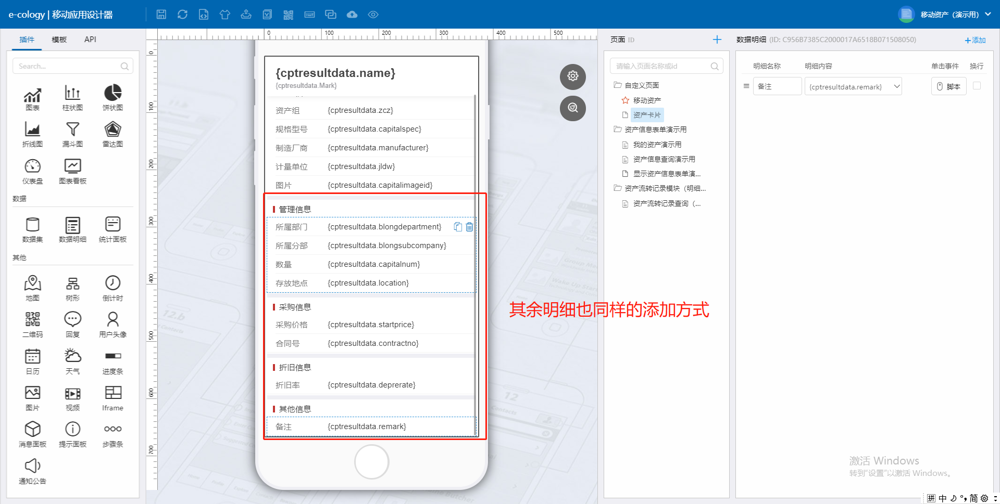 e-cology | 移动应用设计器
移动资产（演示用）
插件 模板 API
Search...
图表 柱状图 饼状图
折线图 漏斗图 雷达图
仪表盘 图表看板
数据
数据集 数据明细 统计面板
其他
地图 树形 倒计时
二维码 回复 用户头像
日历 天气 进度条
图片 视频 Iframe
消息面板 提示面板 步骤条
通知公告
0 100 200 300 400 500
0
100
200
300
400
500
600
700
{cptresultdata.name}
{cptresultdata.Mark}
资产组 {cptresultdata.zcz}
规格型号 {cptresultdata.capitalspec}
制造厂商 {cptresultdata.manufacturer}
计量单位 {cptresultdata.jldw}
图片 {cptresultdata.capitalimageid}
管理信息
所属部门 {cptresultdata.blongdepartment}
所属分部 {cptresultdata.blongsubcompany}
数量 {cptresultdata.capitalnum}
存放地点 {cptresultdata.location}
采购信息
采购价格 {cptresultdata.startprice}
合同号 {cptresultdata.contractno}
折旧信息
折旧率 {cptresultdata.deprerate}
其他信息
备注 {cptresultdata.remark}
其余明细也同样的添加方式
页面 ID
请输入页面名称或id
自定义页面
移动资产
资产卡片
资产信息表单演示用
我的资产演示用
资产信息查询演示用
显示资产信息表单演...
资产流转记录模块（明细...
资产流转记录查询（...
数据明细 (ID: C956B7385C2000017A6518B071508050)
添加
明细名称 明细内容 单击事件 换行
备注 {cptresultdata.remark} 脚本
激活 Windows
转到"设置"以激活 Windows。
拼 中 简